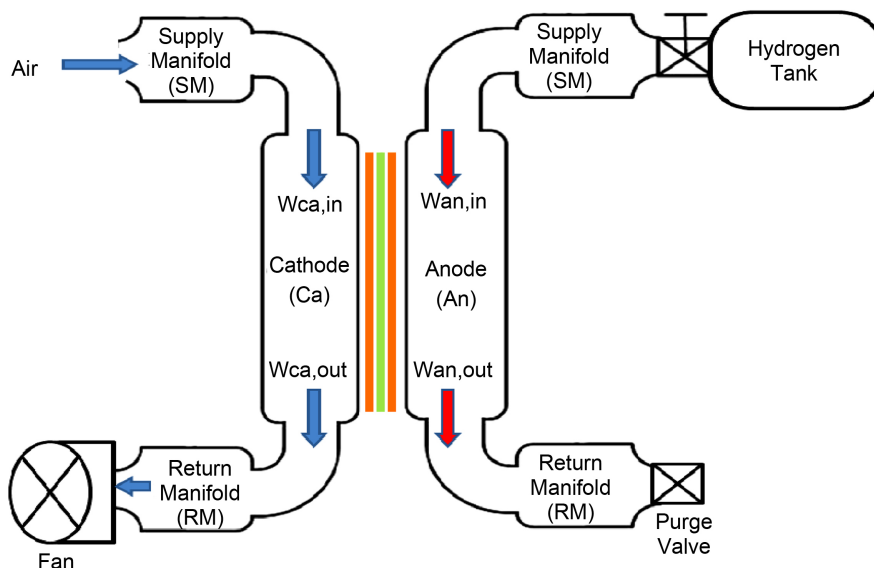 Air
Supply
Manifold
(SM)
Supply
Manifold
(SM)
Hydrogen
Tank
Wca,in
Wan,in
Cathode
(Ca)
Anode
(An)
Wca,out
Wan,out
Return
Manifold
(RM)
Return
Manifold
(RM)
Fan
Purge
Valve